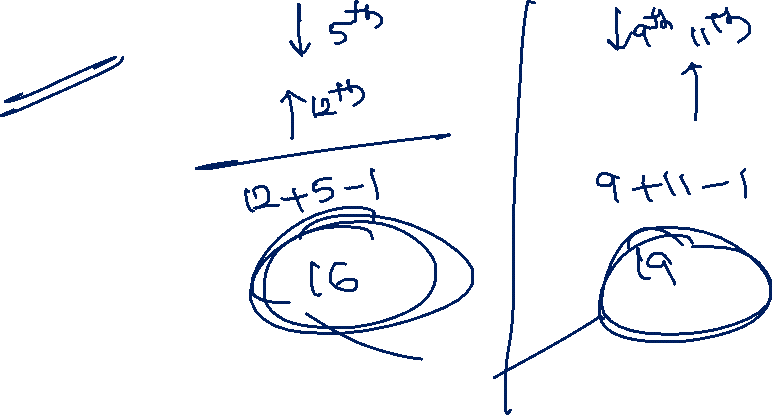 ↓ 5th
↑ 12th
12+5-1
16
↓ 9th 11th
↑
9+11-1
19